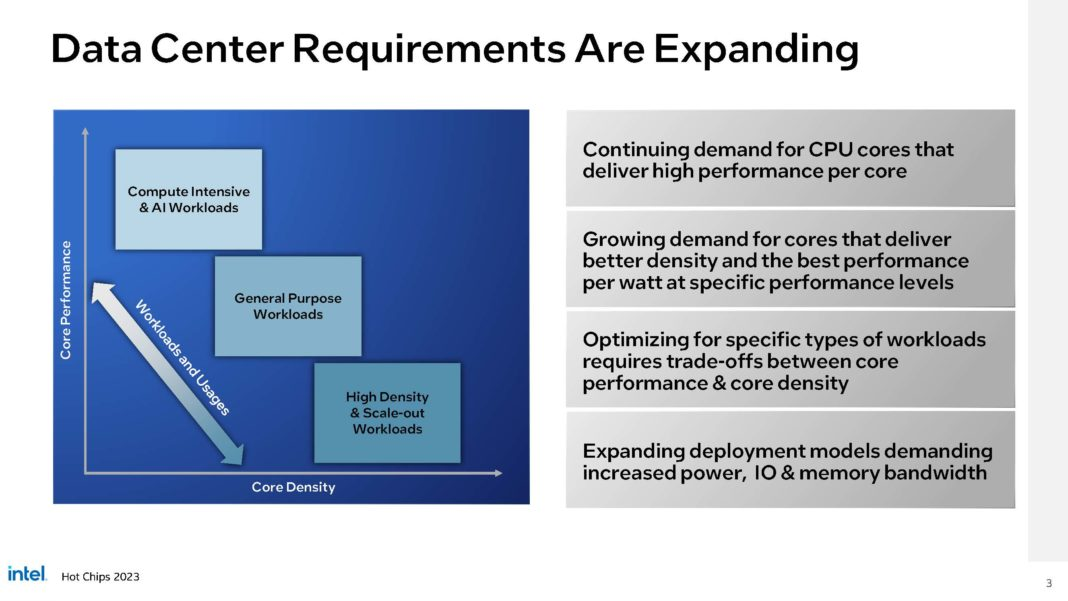 Data Center Requirements Are Expanding
Core Performance
Compute Intensive
& AI Workloads
General Purpose
Workloads
High Density
& Scale-out
Workloads
Workloads and Usages
Core Density
Continuing demand for CPU cores that
deliver high performance per core
Growing demand for cores that deliver
better density and the best performance
per watt at specific performance levels
Optimizing for specific types of workloads
requires trade-offs between core
performance & core density
Expanding deployment models demanding
increased power, IO & memory bandwidth
intel. Hot Chips 2023
3